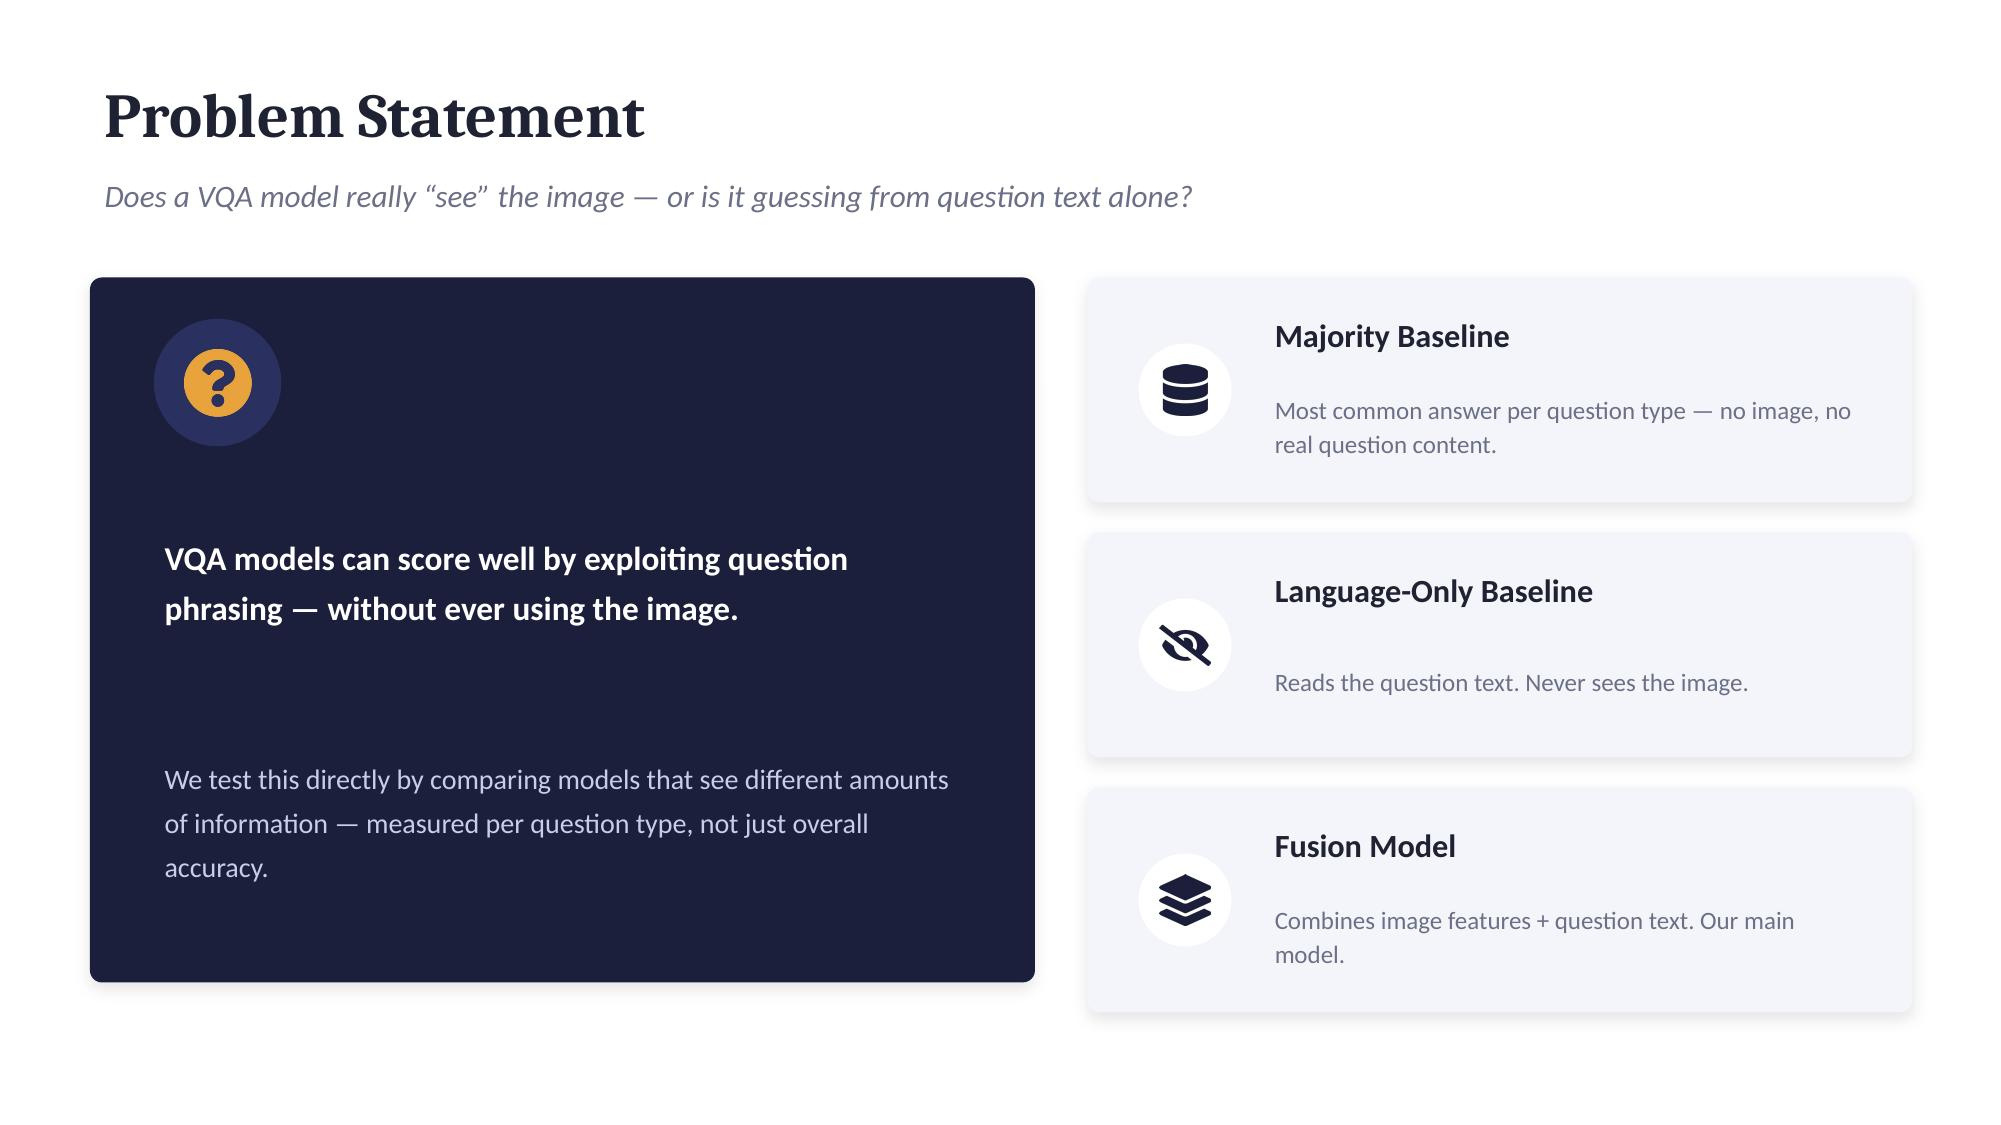 Problem Statement
Does a VQA model really “see” the image — or is it guessing from question text alone?
?
VQA models can score well by exploiting question
phrasing — without ever using the image.
We test this directly by comparing models that see different amounts
of information — measured per question type, not just overall
accuracy.
Majority Baseline
Most common answer per question type — no image, no
real question content.
Language-Only Baseline
Reads the question text. Never sees the image.
Fusion Model
Combines image features + question text. Our main
model.